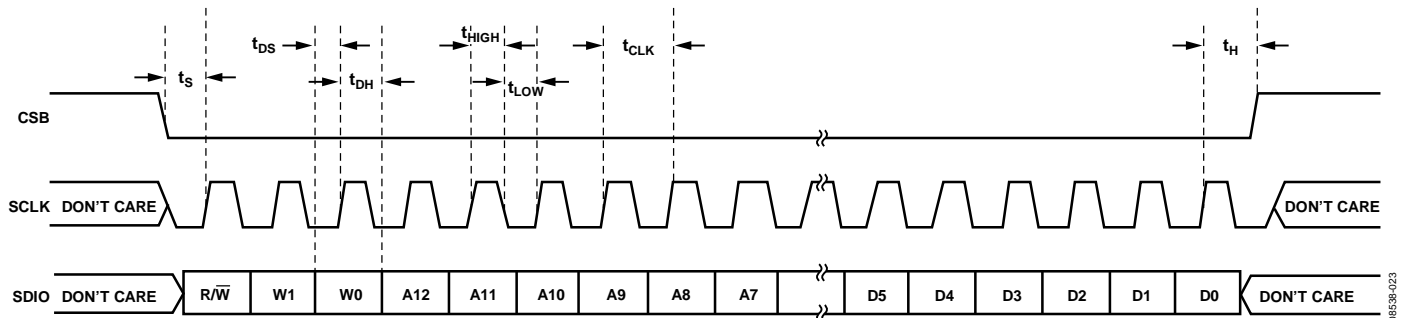 tDS
tHIGH
tCLK
tH
tS
tDH
tLOW
CSB
SCLK DON'T CARE
DON'T CARE
SDIO DON'T CARE R/W̅ W1 W0 A12 A11 A10 A9 A8 A7 D5 D4 D3 D2 D1 D0 DON'T CARE
08538-023